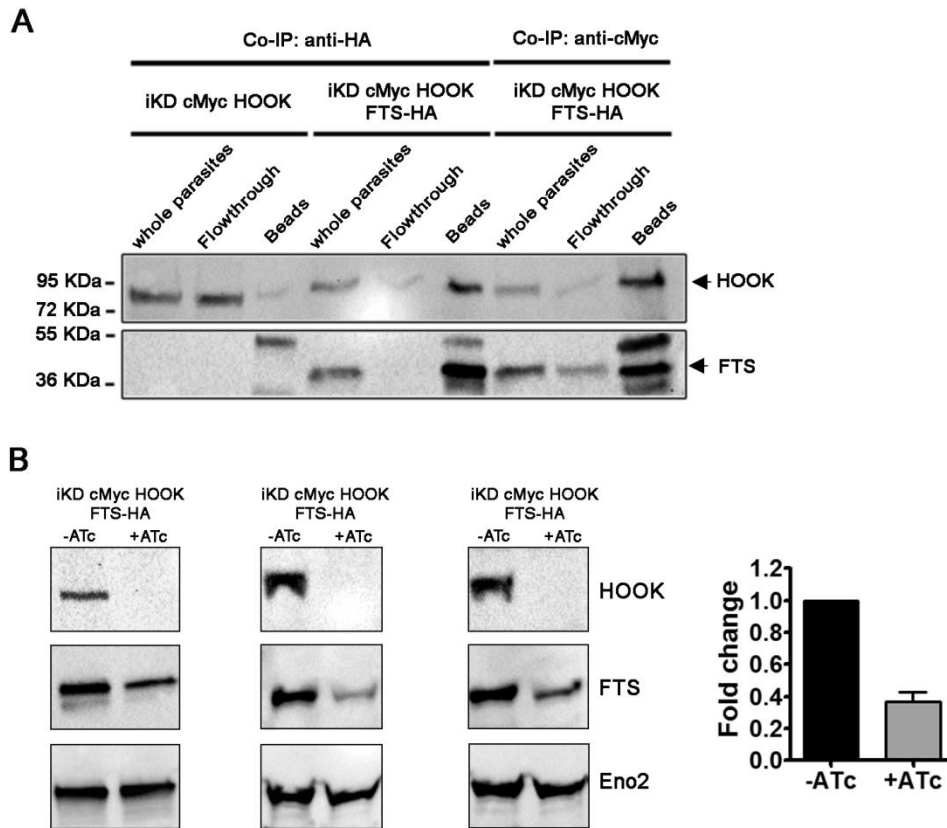 A
Co-IP: anti-HA
Co-IP: anti-cMyc
iKD cMyc HOOK
iKD cMyc HOOK
FTS-HA
iKD cMyc HOOK
FTS-HA
whole parasites
Flowthrough
Beads
whole parasites
Flowthrough
Beads
whole parasites
Flowthrough
Beads
95 KDa
72 KDa
HOOK
55 KDa
36 KDa
FTS
B
iKD cMyc HOOK
FTS-HA
-ATc +ATc
iKD cMyc HOOK
FTS-HA
-ATc +ATc
iKD cMyc HOOK
FTS-HA
-ATc +ATc
HOOK
FTS
Eno2
Fold change
1.2
1.0
0.8
0.6
0.4
0.2
0.0
-ATc +ATc